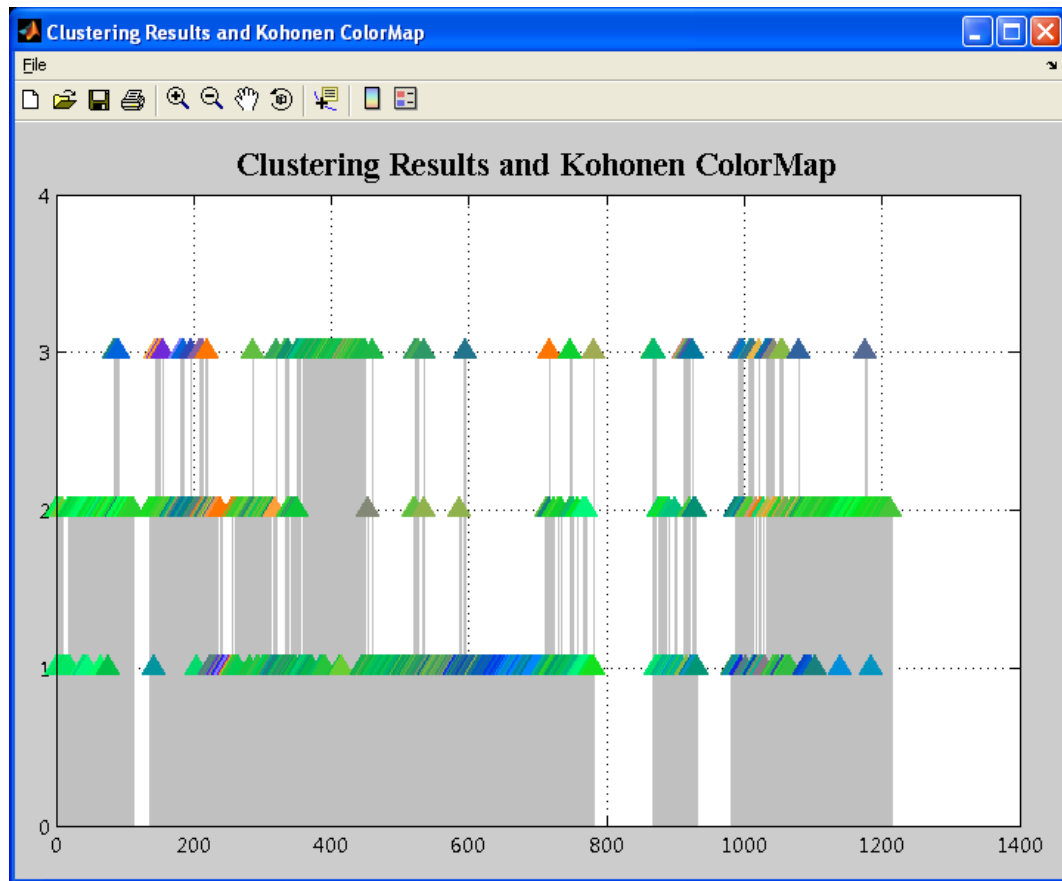 Clustering Results and Kohonen ColorMap
File
Clustering Results and Kohonen ColorMap
4
3
2
1
0
0 200 400 600 800 1000 1200 1400